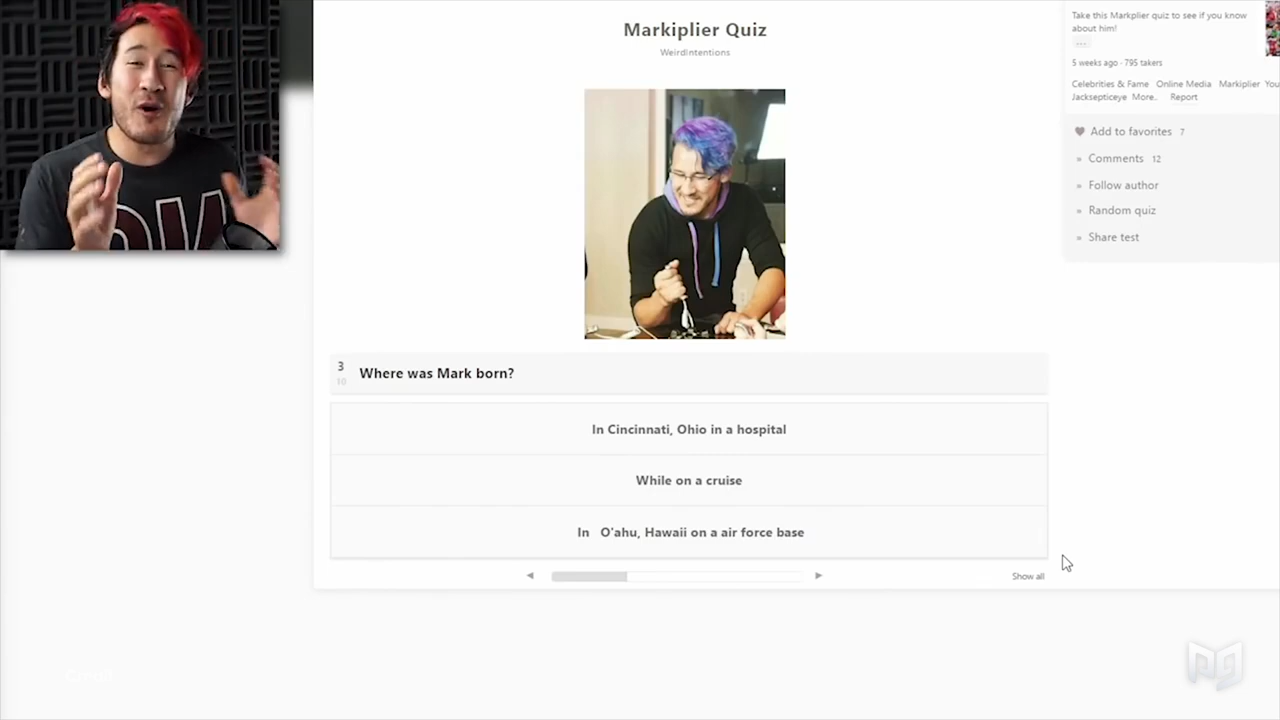 Markiplier Quiz
WeirdIntentions
3
10
Where was Mark born?
In Cincinnati, Ohio in a hospital
While on a cruise
In O'ahu, Hawaii on a air force base
Show all
Take this Markplier quiz to see if you know
about him!
...
5 weeks ago · 795 takers
Celebrities & Fame Online Media Markiplier You
Jacksepticeye More.. Report
Add to favorites 7
» Comments 12
» Follow author
» Random quiz
» Share test